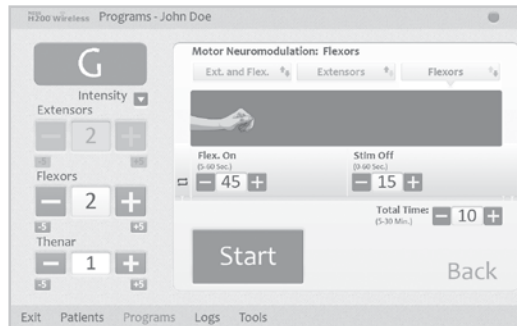 H200 Wireless Programs - John Doe
G
Intensity
Extensors
2
-5 +5
Flexors
2
-5 +5
Thenar
1
-5 +5
Motor Neuromodulation: Flexors
Ext. and Flex. Extensors Flexors
Flex. On Stim Off
(5-60 Sec.) (0-60 Sec.)
45 15
Total Time: 10
(5-30 Min.)
Start
Back
Exit Patients Programs Logs Tools